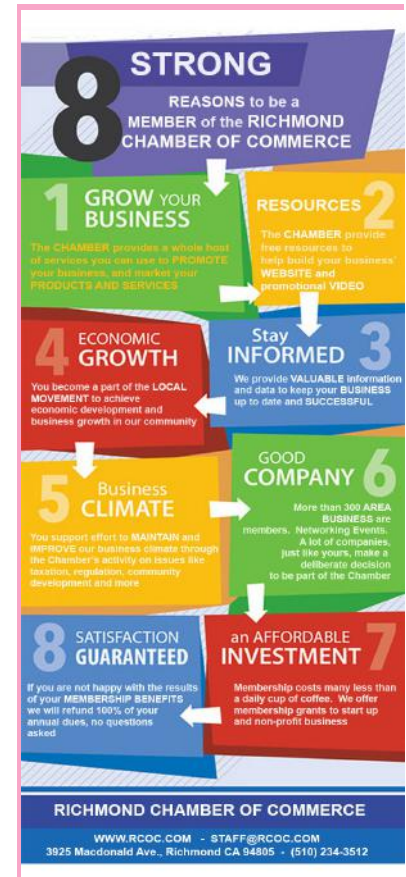 8
STRONG
REASONS to be a
MEMBER of the RICHMOND
CHAMBER OF COMMERCE
1
GROW YOUR
BUSINESS
The CHAMBER provides a whole host
of services you can use to PROMOTE
your business, and market your
PRODUCTS AND SERVICES
RESOURCES
2
The CHAMBER provide
free resources to
help build your business'
WEBSITE and
promotional VIDEO
Stay
INFORMED
3
We provide VALUABLE information
and data to keep your BUSINESS
up to date and SUCCESSFUL
4
ECONOMIC
GROWTH
You become a part of the LOCAL
MOVEMENT to achieve
economic development and
business growth in our community
5
Business
CLIMATE
You support effort to MAINTAIN and
IMPROVE our business climate through
the Chamber's activity on issues like
taxation, regulation, community
development and more
GOOD
COMPANY
6
More than 300 AREA
BUSINESS are
members. Networking Events.
A lot of companies,
just like yours, make a
deliberate decision
to be part of the Chamber
an AFFORDABLE
INVESTMENT
7
Membership costs many less than
a daily cup of coffee. We offer
membership grants to start up
and non-profit business
8
SATISFACTION
GUARANTEED
If you are not happy with the results
of your MEMBERSHIP BENEFITS
we will refund 100% of your
annual dues, no questions
asked
RICHMOND CHAMBER OF COMMERCE
WWW.RCOC.COM - STAFF@RCOC.COM
3925 Macdonald Ave., Richmond CA 94805 - (510) 234-3512